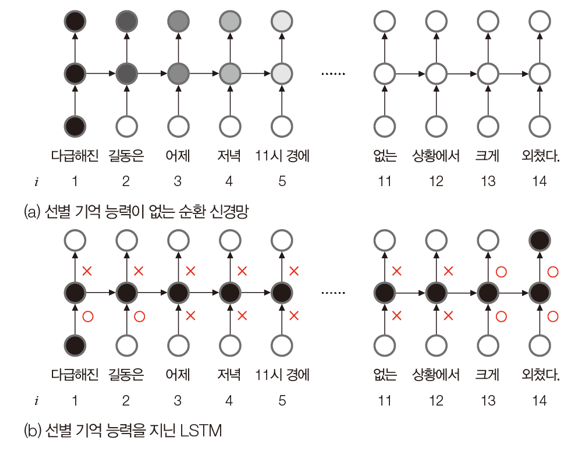 다급해진 길동은 어제 저녁 11시 경에 …… 없는 상황에서 크게 외쳤다.
i 1 2 3 4 5 11 12 13 14
(a) 선별 기억 능력이 없는 순환 신경망
× × × × × × × ○ ○
○ ○ × × × × × ○ ○
……
다급해진 길동은 어제 저녁 11시 경에 없는 상황에서 크게 외쳤다.
i 1 2 3 4 5 11 12 13 14
(b) 선별 기억 능력을 지닌 LSTM